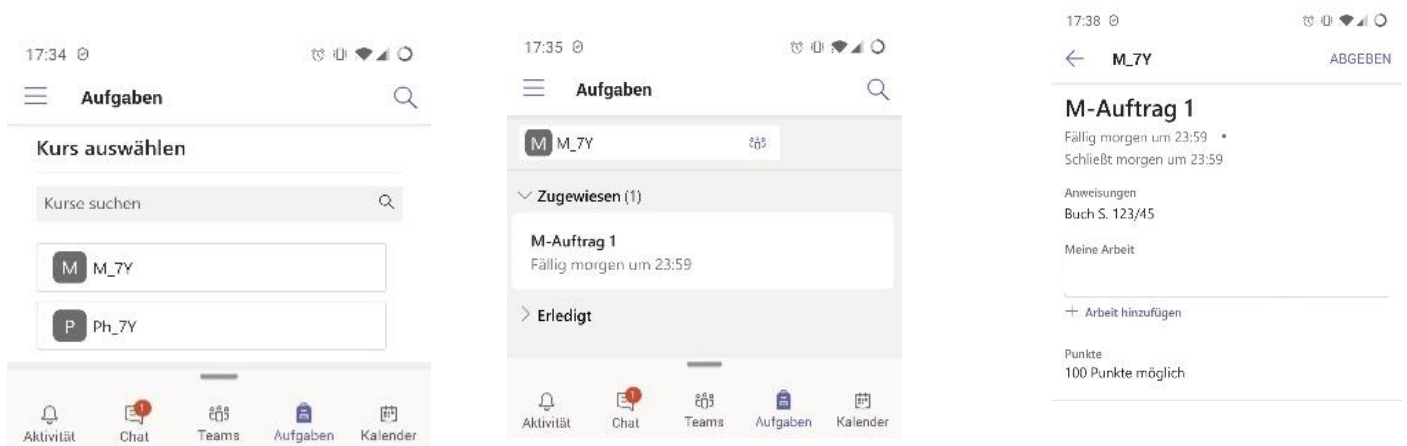 17:34
Aufgaben
Kurs auswählen
Kurse suchen
M M_7Y
P Ph_7Y
1
Aktivität Chat Teams Aufgaben Kalender
17:35
Aufgaben
M M_7Y
Zugewiesen (1)
M-Auftrag 1
Fällig morgen um 23:59
Erledigt
1
Aktivität Chat Teams Aufgaben Kalender
17:38
M_7Y ABGEBEN
M-Auftrag 1
Fällig morgen um 23:59 •
Schließt morgen um 23:59
Anweisungen
Buch S. 123/45
Meine Arbeit
+ Arbeit hinzufügen
Punkte
100 Punkte möglich